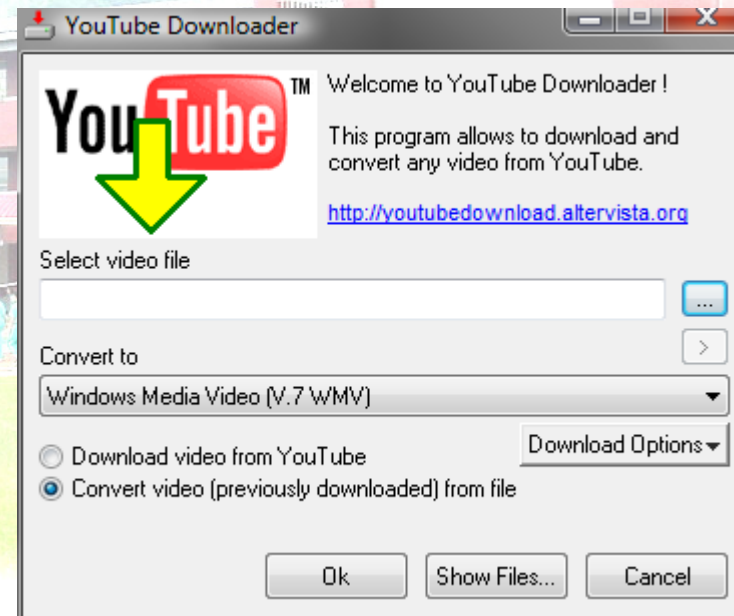 YouTube Downloader
YouTube TM
Welcome to YouTube Downloader !
This program allows to download and
convert any video from YouTube.
http://youtubedownload.altervista.org
Select video file
...
>
Convert to
Windows Media Video (V.7 WMV)
Download Options
Download video from YouTube
Convert video (previously downloaded) from file
Ok
Show Files...
Cancel